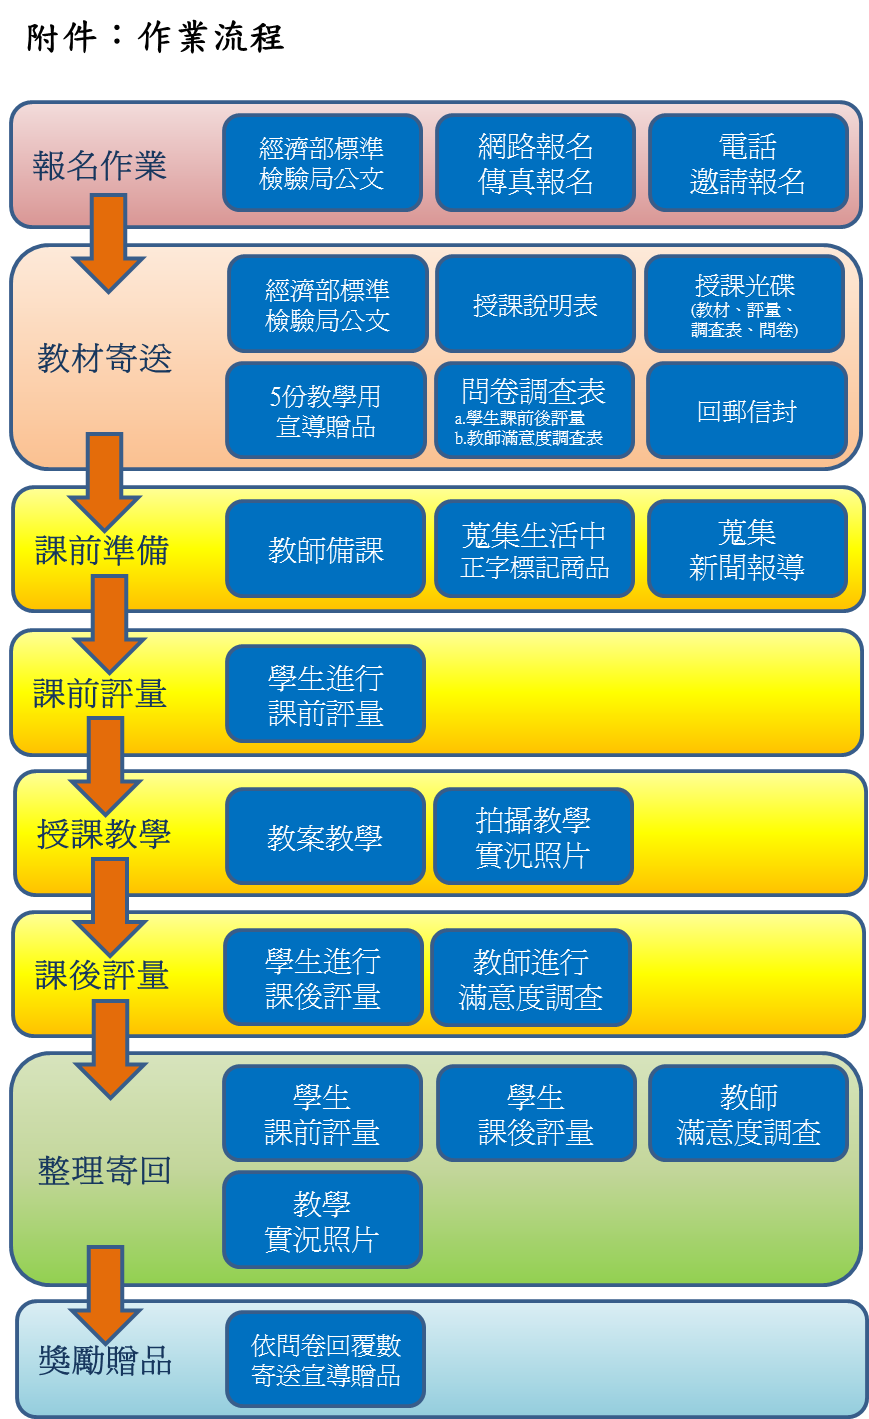 附件：作業流程
報名作業
經濟部標準
檢驗局公文
網路報名
傳真報名
電話
邀請報名
教材寄送
經濟部標準
檢驗局公文
授課說明表
授課光碟
(教材、評量、
調查表、問卷)
5份教學用
宣導贈品
問卷調查表
a.學生課前後評量
b.教師滿意度調查表
回郵信封
課前準備
教師備課
蒐集生活中
正字標記商品
蒐集
新聞報導
課前評量
學生進行
課前評量
授課教學
教案教學
拍攝教學
實況照片
課後評量
學生進行
課後評量
教師進行
滿意度調查
整理寄回
學生
課前評量
學生
課後評量
教師
滿意度調查
教學
實況照片
獎勵贈品
依問卷回覆數
寄送宣導贈品